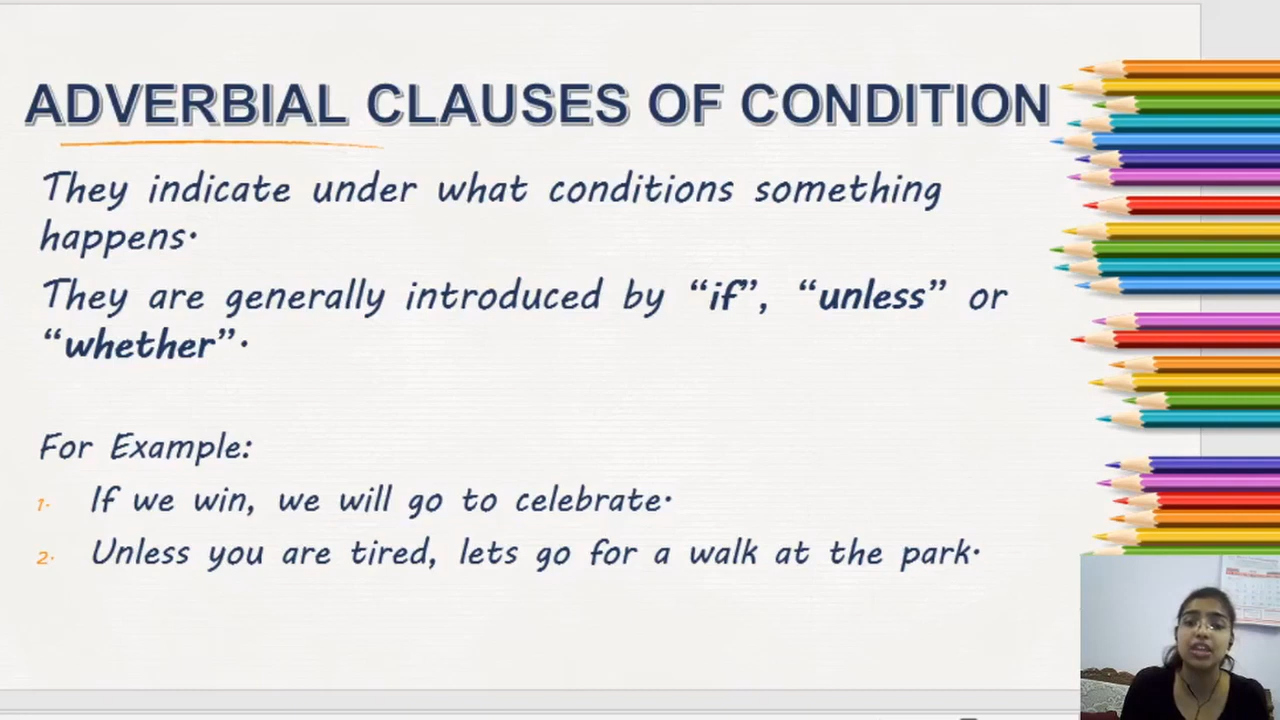 ADVERBIAL CLAUSES OF CONDITION
They indicate under what conditions something
happens.
They are generally introduced by “if”, “unless” or
“whether”.
For Example:
1. If we win, we will go to celebrate.
2. Unless you are tired, lets go for a walk at the park.